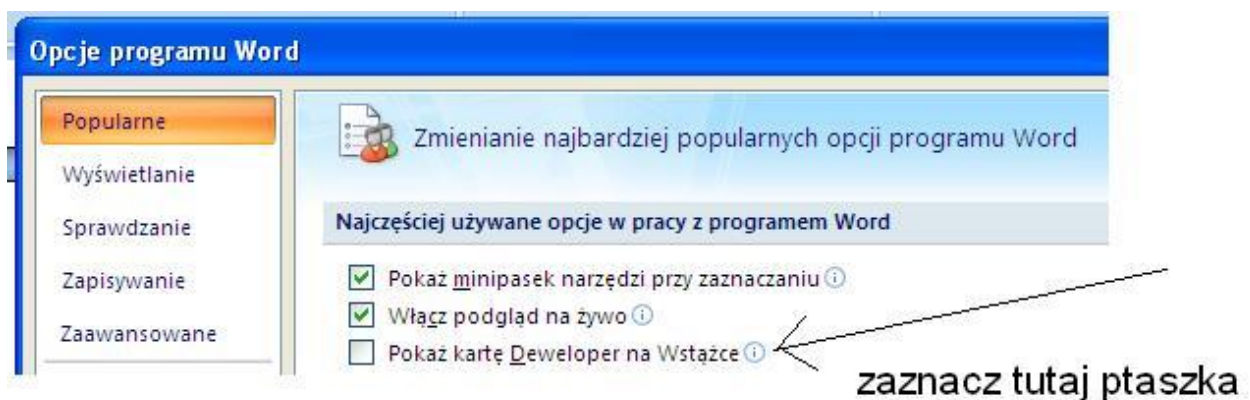 Opcje programu Word
Popularne
Wyświetlanie
Sprawdzanie
Zapisywanie
Zaawansowane
Zmienianie najbardziej popularnych opcji programu Word
Najczęściej używane opcje w pracy z programem Word
Pokaż minipasek narzędzi przy zaznaczaniu
Włącz podgląd na żywo
Pokaż kartę Deweloper na Wstążce
zaznacz tutaj ptaszka